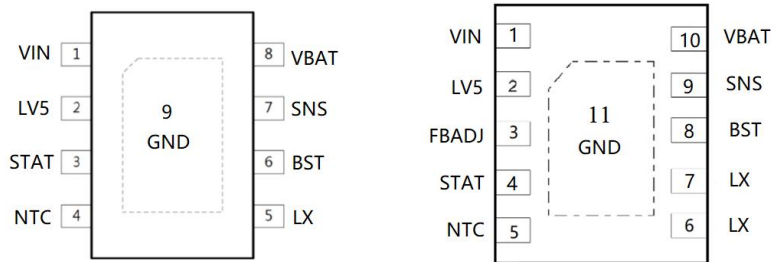 VIN 1 8 VBAT
LV5 2 7 SNS
9
GND
STAT 3 6 BST
NTC 4 5 LX
VIN 1 10 VBAT
LV5 2 9 SNS
11
GND
FBADJ 3 8 BST
STAT 4 7 LX
NTC 5 6 LX